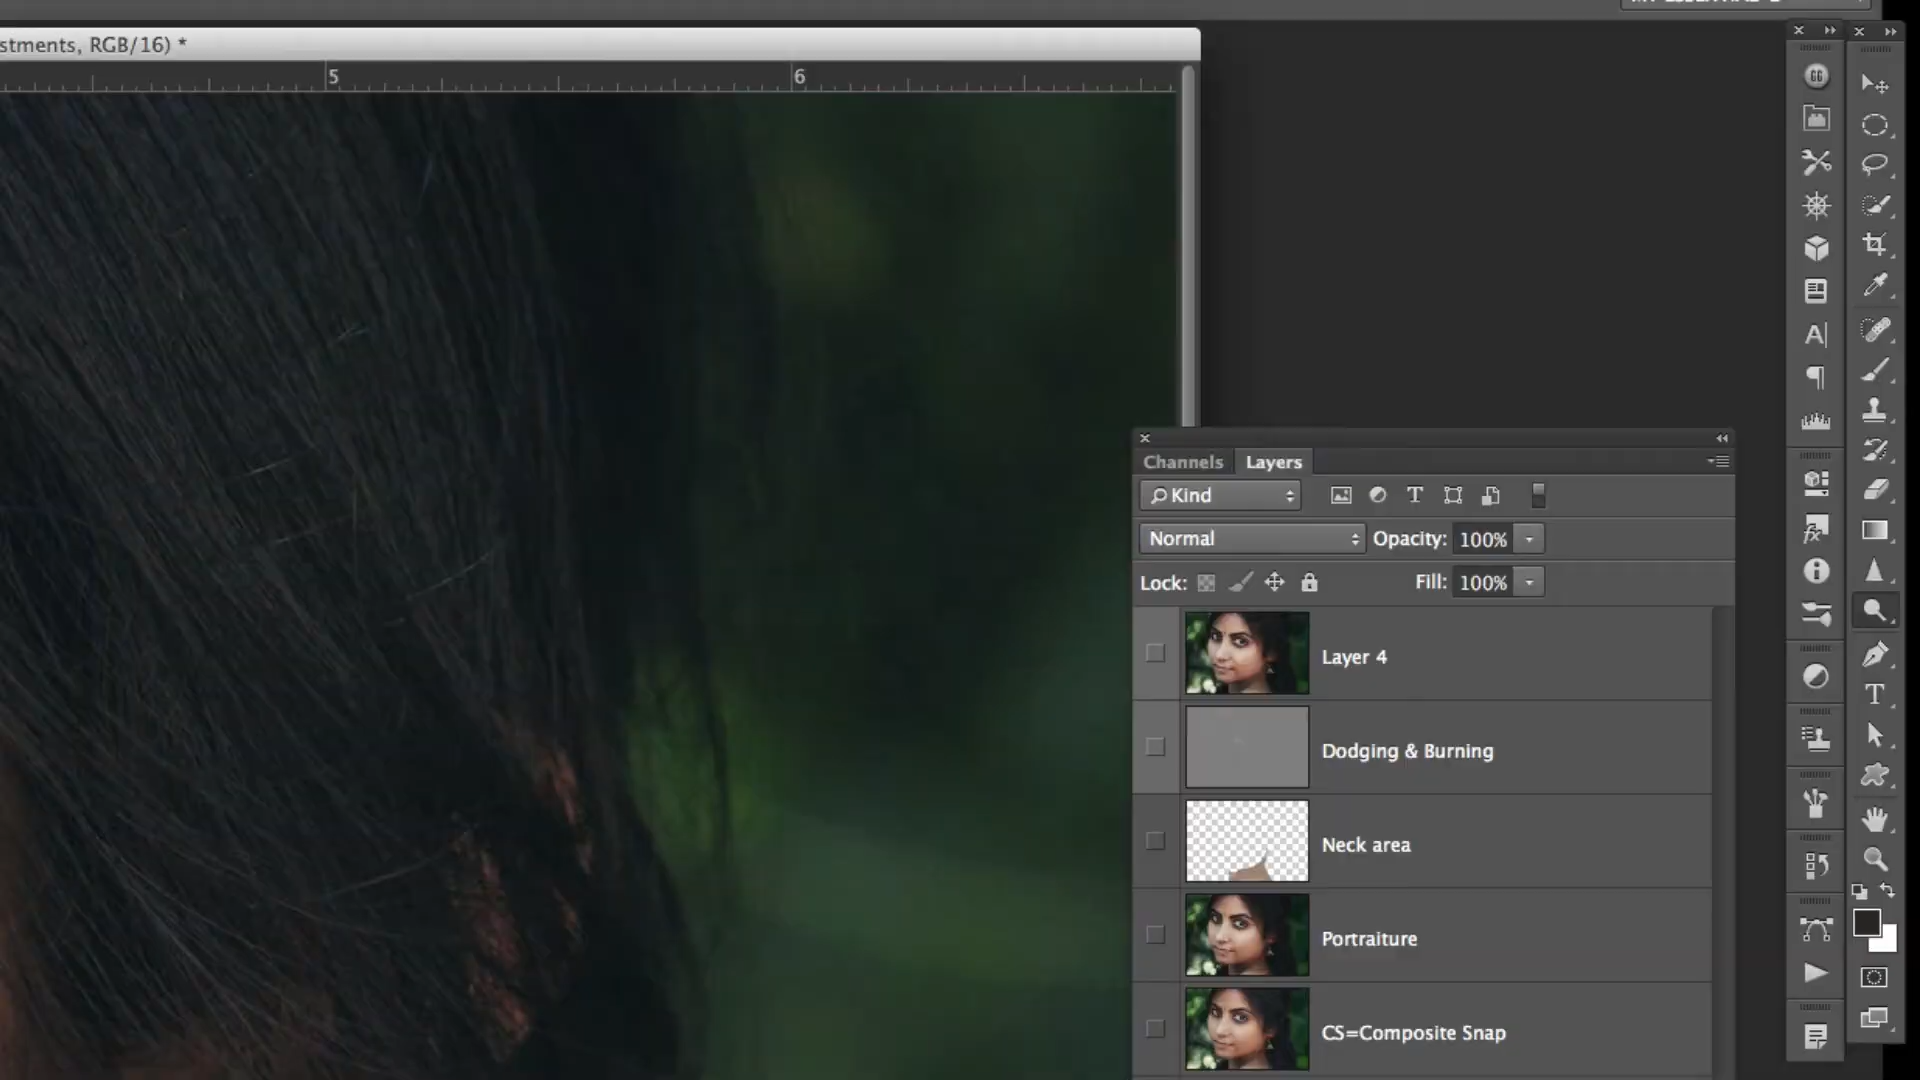 stments, RGB/16) *
5
6
Channels
Layers
Kind
Normal
Opacity: 100%
Lock:
Fill: 100%
Layer 4
Dodging & Burning
Neck area
Portraiture
CS=Composite Snap